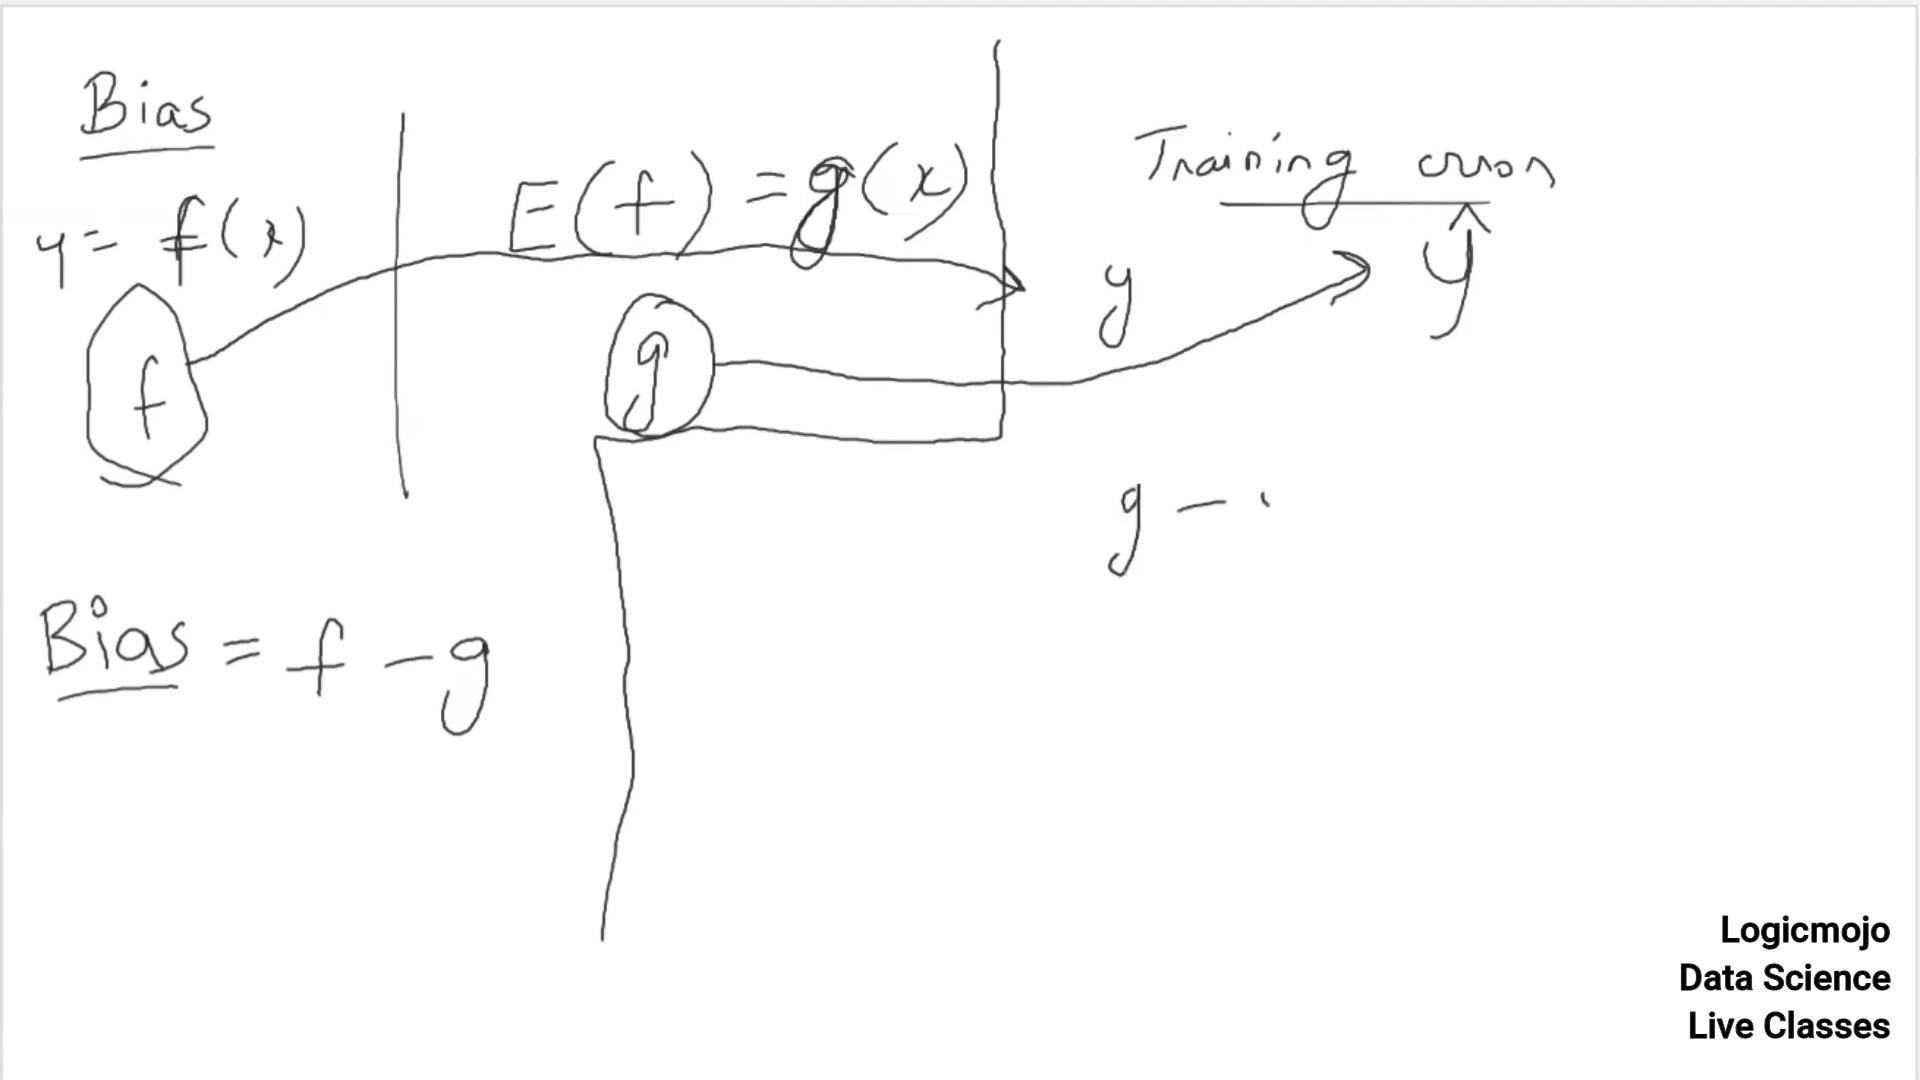 Bias
y = f(x)
f
E(f) = g(x)
g
Training error
y
ŷ
g -
Bias = f - g
Logicmojo
Data Science
Live Classes